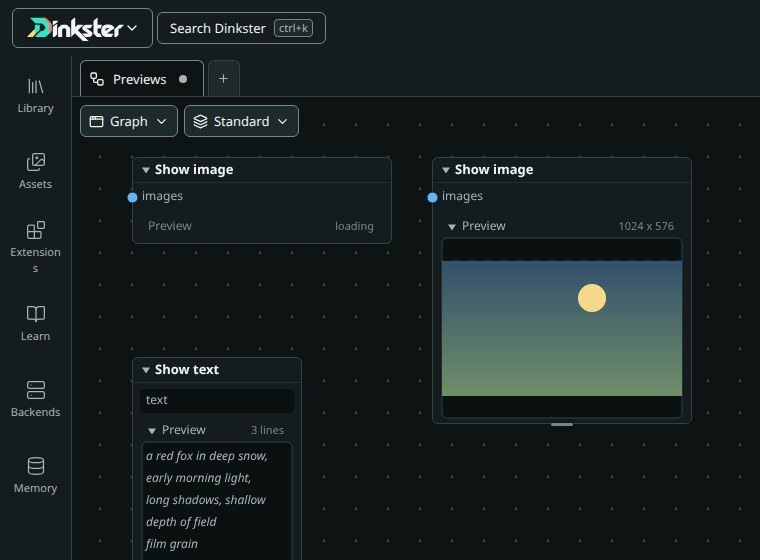 Dinkster
Search Dinkster ctrl+k
Previews
+
Graph
Standard
Library
Assets
Extension
s
Learn
Backends
Memory
Show image
images
Preview loading
Show image
images
Preview 1024 x 576
Show text
text
Preview 3 lines
a red fox in deep snow,
early morning light,
long shadows, shallow
depth of field
film grain